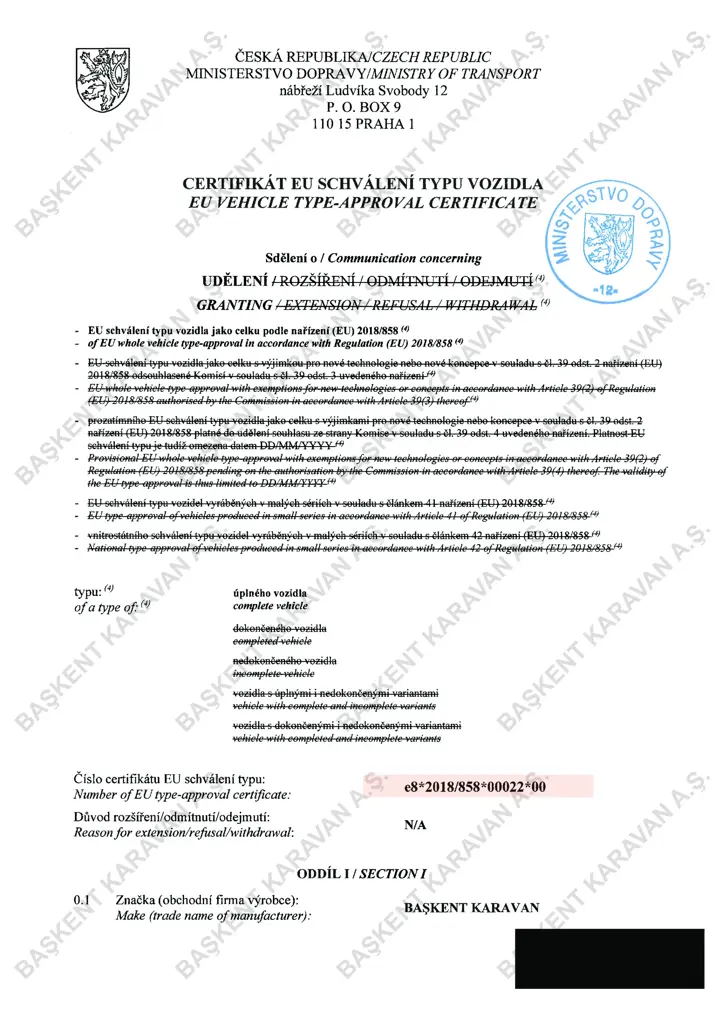 ČESKÁ REPUBLIKA/CZECH REPUBLIC
MINISTERSTVO DOPRAVY/MINISTRY OF TRANSPORT
nábřeží Ludvíka Svobody 12
P. O. BOX 9
110 15 PRAHA 1
CERTIFIKÁT EU SCHVÁLENÍ TYPU VOZIDLA
EU VEHICLE TYPE-APPROVAL CERTIFICATE
MINISTERSTVO DOPRAVY
-12-
Sdělení o / Communication concerning
UDĚLENÍ / ROZŠÍŘENÍ / ODMÍTNUTÍ / ODEJMUTÍ (4)
GRANTING / EXTENSION / REFUSAL / WITHDRAWAL (4)
- EU schválení typu vozidla jako celku podle nařízení (EU) 2018/858 (4)
- of EU whole vehicle type-approval in accordance with Regulation (EU) 2018/858 (4)
- EU schválení typu vozidla jako celku s výjimkou pro nové technologie nebo nové koncepce v souladu s čl. 39 odst. 2 nařízení (EU)
2018/858 odsouhlasené Komisí v souladu s čl. 39 odst. 3 uvedeného nařízení (4)
- EU whole vehicle type-approval with exemptions for new technologies or concepts in accordance with Article 39(2) of Regulation
(EU) 2018/858 authorised by the Commission in accordance with Article 39(3) thereof (4)
- prozatímního EU schválení typu vozidla jako celku s výjimkami pro nové technologie nebo koncepce v souladu s čl. 39 odst. 2
nařízení (EU) 2018/858 platné do udělení souhlasu ze strany Komise v souladu s čl. 39 odst. 4 uvedeného nařízení. Platnost EU
schválení typu je tudíž omezena datem DD/MM/YYYY (4)
- Provisional EU whole vehicle type-approval with exemptions for new technologies or concepts in accordance with Article 39(2) of
Regulation (EU) 2018/858 pending on the authorisation by the Commission in accordance with Article 39(4) thereof. The validity of
the EU type-approval is thus limited to DD/MM/YYY (4)
- EU schválení typu vozidel vyráběných v malých sériích v souladu s článkem 41 nařízení (EU) 2018/858 (4)
- EU type-approval of vehicles produced in small series in accordance with Article 41 of Regulation (EU) 2018/858 (4)
- vnitrostátního schválení typu vozidel vyráběných v malých sériích v souladu s článkem 42 nařízení (EU) 2018/858 (4)
- National type-approval of vehicles produced in small series in accordance with Article 42 of Regulation (EU) 2018/858 (4)
typu: (4) úplného vozidla
of a type of: (4) complete vehicle
dokončeného vozidla
completed vehicle
nedokončeného vozidla
incomplete vehicle
vozidla s úplnými i nedokončenými variantami
vehicle with complete and incomplete variants
vozidla s dokončenými i nedokončenými variantami
vehicle with completed and incomplete variants
Číslo certifikátu EU schválení typu:
Number of EU type-approval certificate: e8*2018/858*00022*00
Důvod rozšíření/odmítnutí/odejmutí:
Reason for extension/refusal/withdrawal: N/A
ODDÍL I / SECTION I
0.1 Značka (obchodní firma výrobce):
Make (trade name of manufacturer): BAŞKENT KARAVAN
BAŞKENT KARAVAN A.Ş.